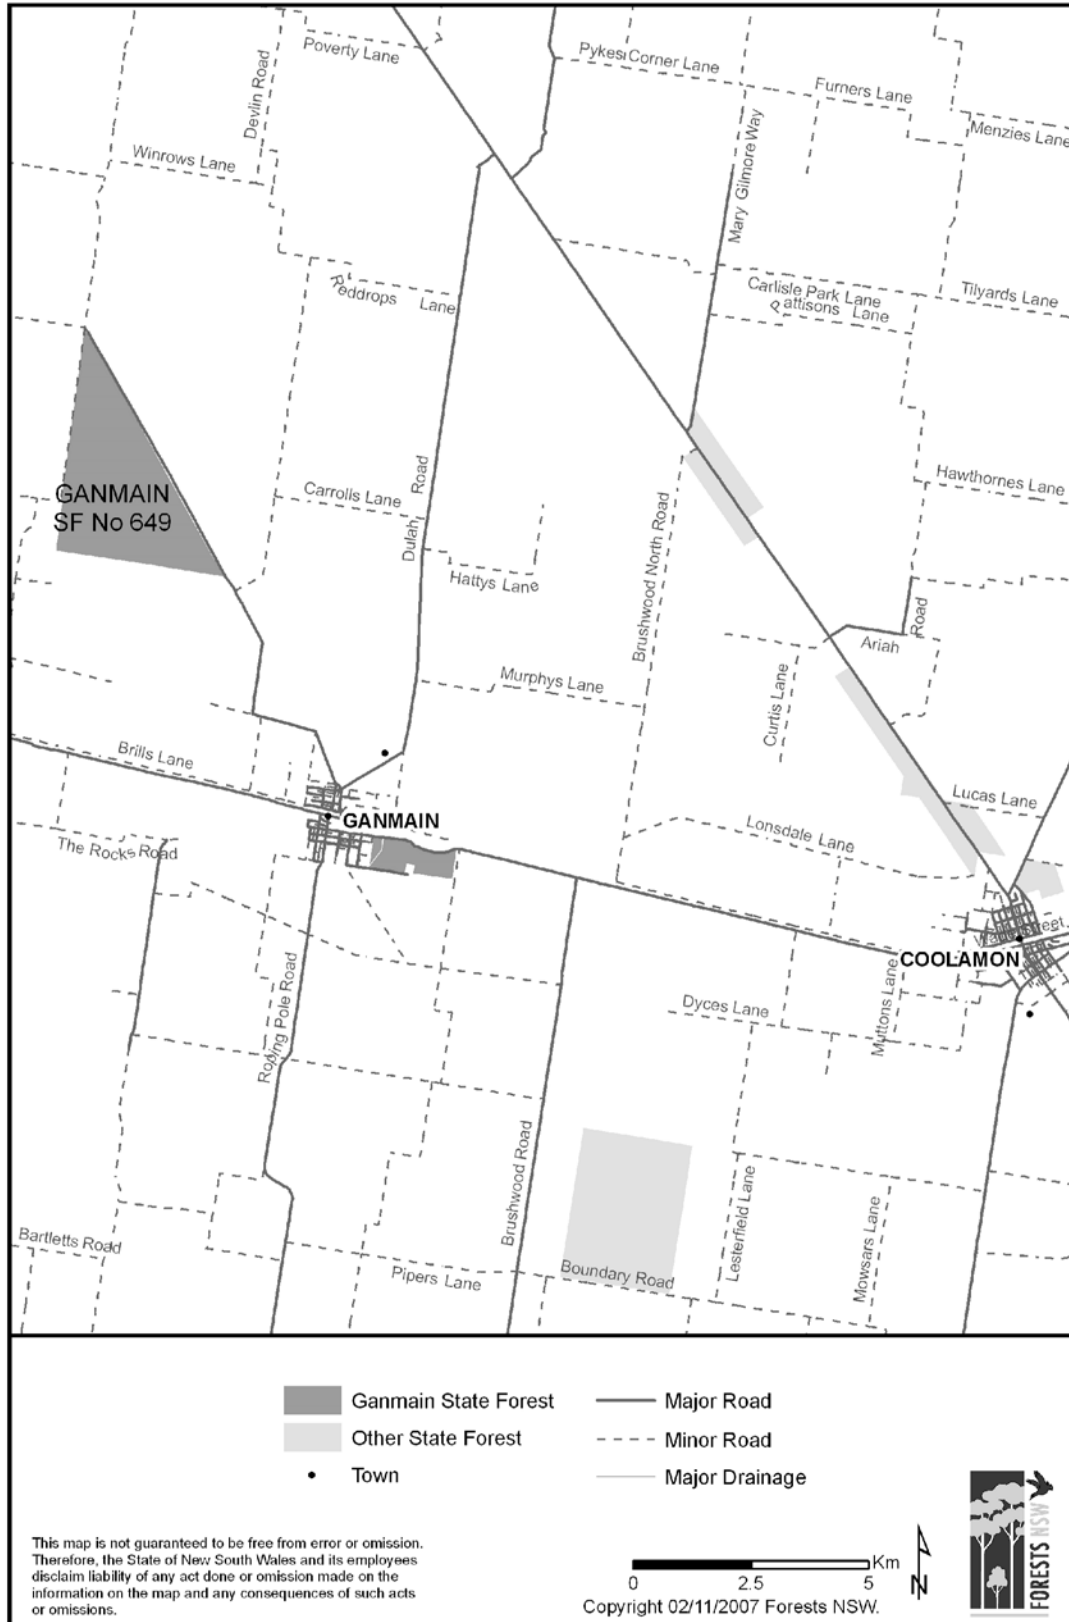 Poverty Lane
Pykes Corner Lane
Devlin Road
Furners Lane
Menzies Lane
Winrows Lane
Mary Gilmore Way
Reddrops Lane
Carlisle Park Lane
Tilyards Lane
Pattisons Lane
GANMAIN
SF No 649
Carrolls Lane
Dulah Road
Hawthornes Lane
Hattys Lane
Brushwood North Road
Ariah Road
Murphys Lane
Curtis Lane
Brills Lane
Lucas Lane
GANMAIN
Lonsdale Lane
The Rocks Road
COOLAMON
Roping Pole Road
Dyces Lane
Muttons Lane
Brushwood Road
Lesterfield Lane
Mowsars Lane
Bartletts Road
Pipers Lane
Boundary Road
Ganmain State Forest
Major Road
Other State Forest
Minor Road
Town
Major Drainage
This map is not guaranteed to be free from error or omission.
Therefore, the State of New South Wales and its employees
disclaim liability of any act done or omission made on the
information on the map and any consequences of such acts
or omissions.
Km
0 2.5 5
N
Copyright 02/11/2007 Forests NSW.
FORESTS NSW